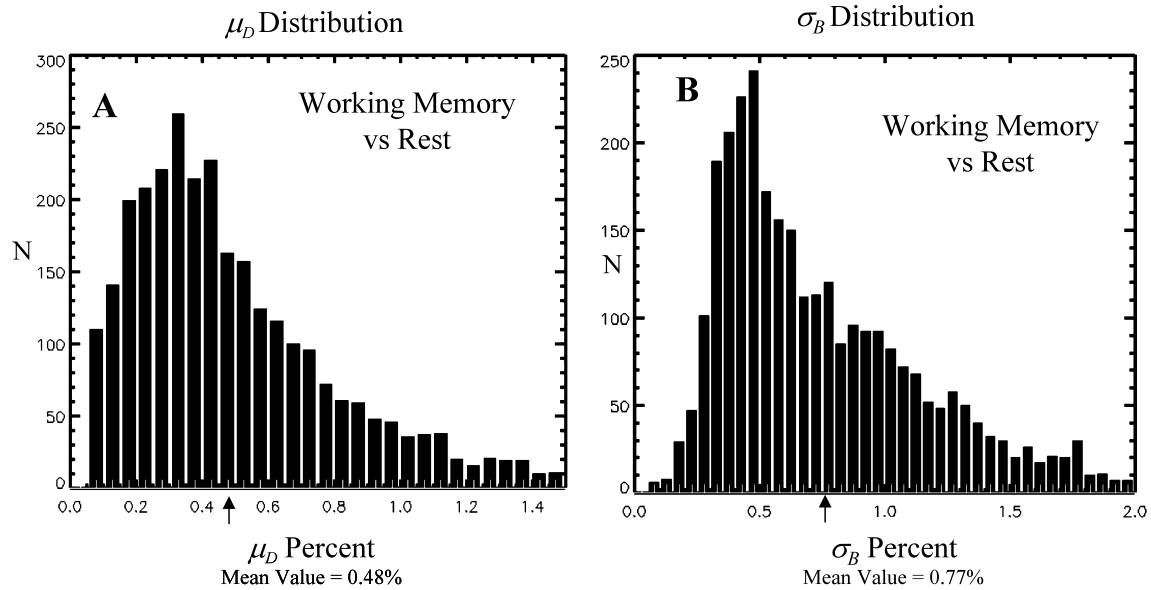 μD Distribution
A
Working Memory
vs Rest
N
300
250
200
150
100
50
0
0.0 0.2 0.4 0.6 0.8 1.0 1.2 1.4
μD Percent
Mean Value = 0.48%
σB Distribution
B
Working Memory
vs Rest
N
250
200
150
100
50
0
0.0 0.5 1.0 1.5 2.0
σB Percent
Mean Value = 0.77%